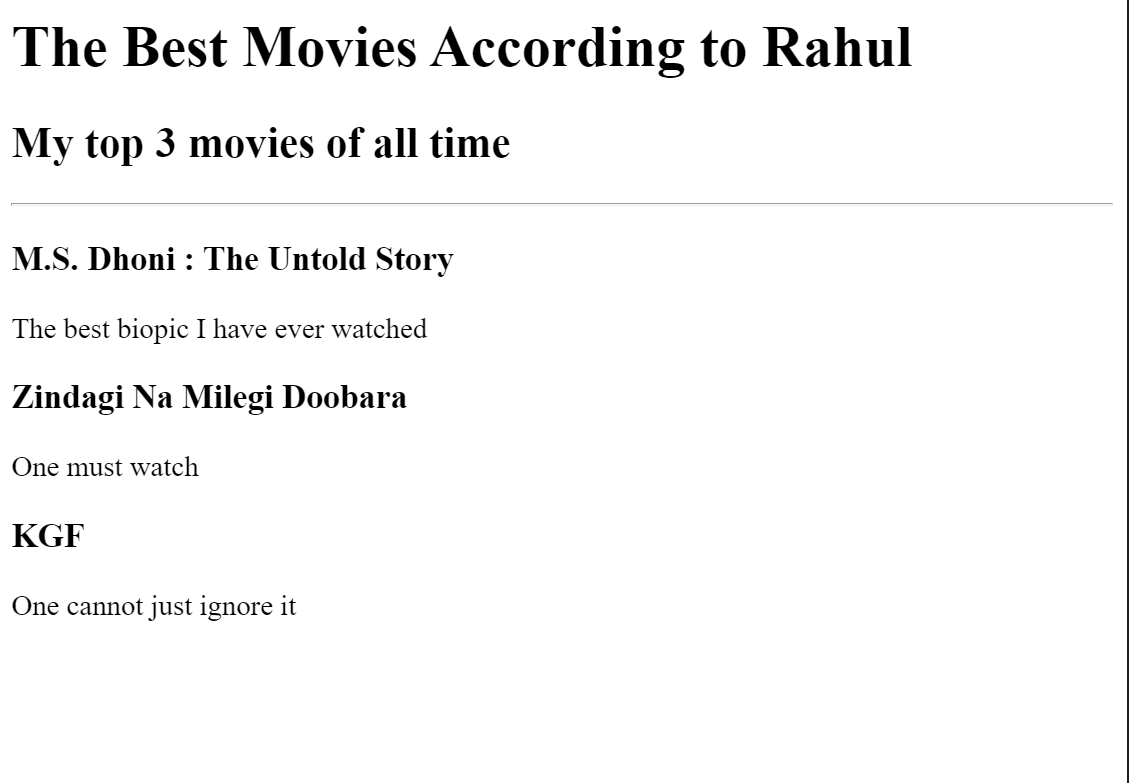 The Best Movies According to Rahul
My top 3 movies of all time
M.S. Dhoni : The Untold Story
The best biopic I have ever watched
Zindagi Na Milegi Doobara
One must watch
KGF
One cannot just ignore it